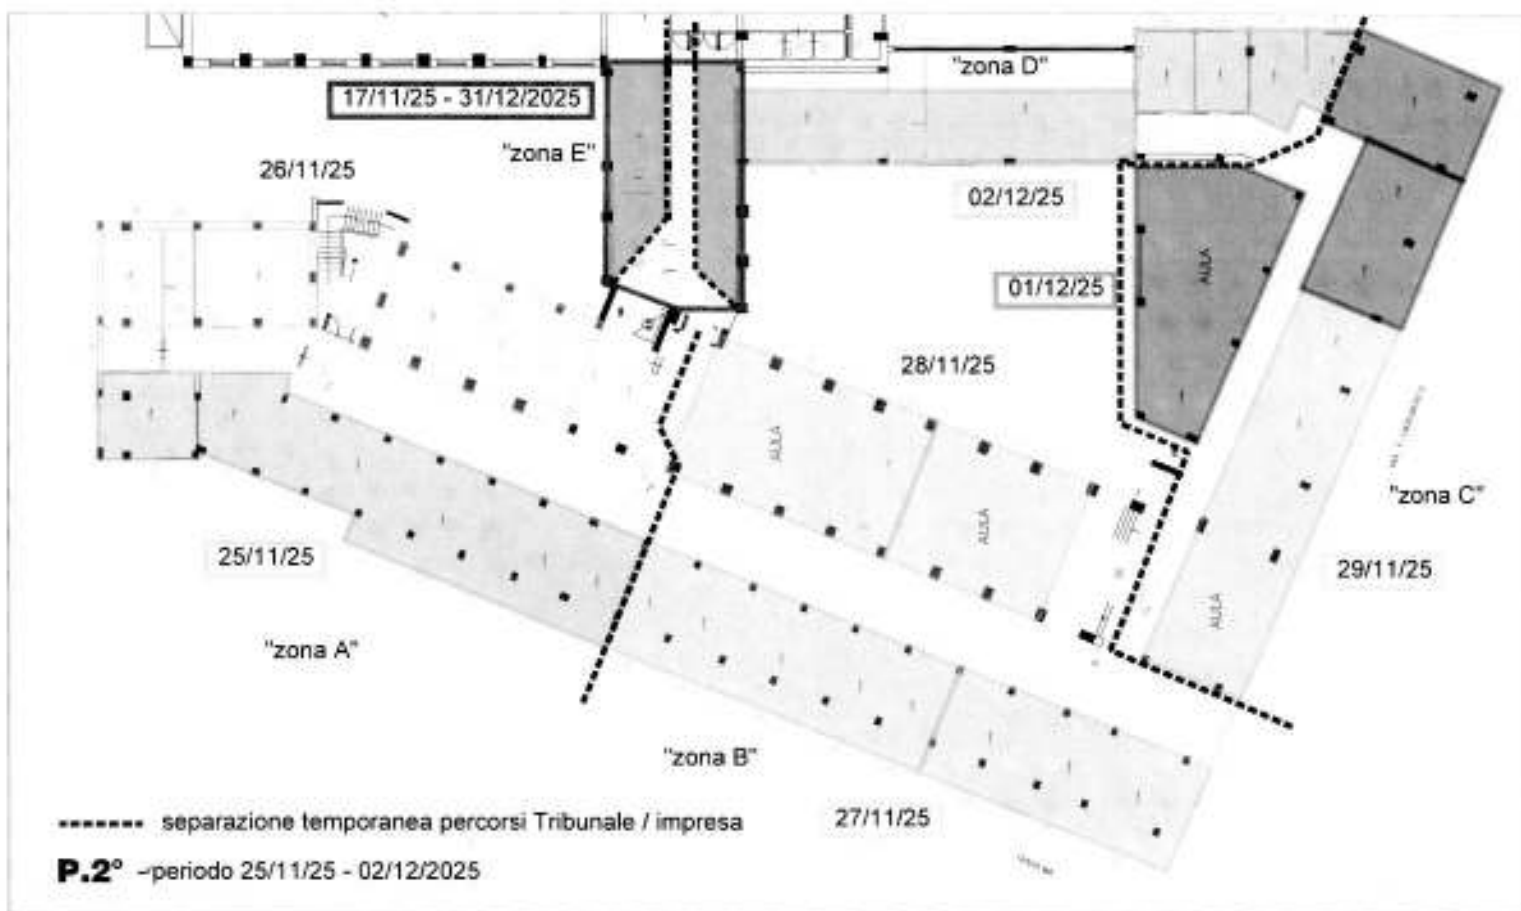 "zona D"
17/11/25 - 31/12/2025
"zona E"
26/11/25
02/12/25
AULA
01/12/25
28/11/25
AULA
AULA
"zona C"
25/11/25
29/11/25
AULA
"zona A"
"zona B"
27/11/25
separazione temporanea percorsi Tribunale / impresa
P.2° - periodo 25/11/25 - 02/12/2025